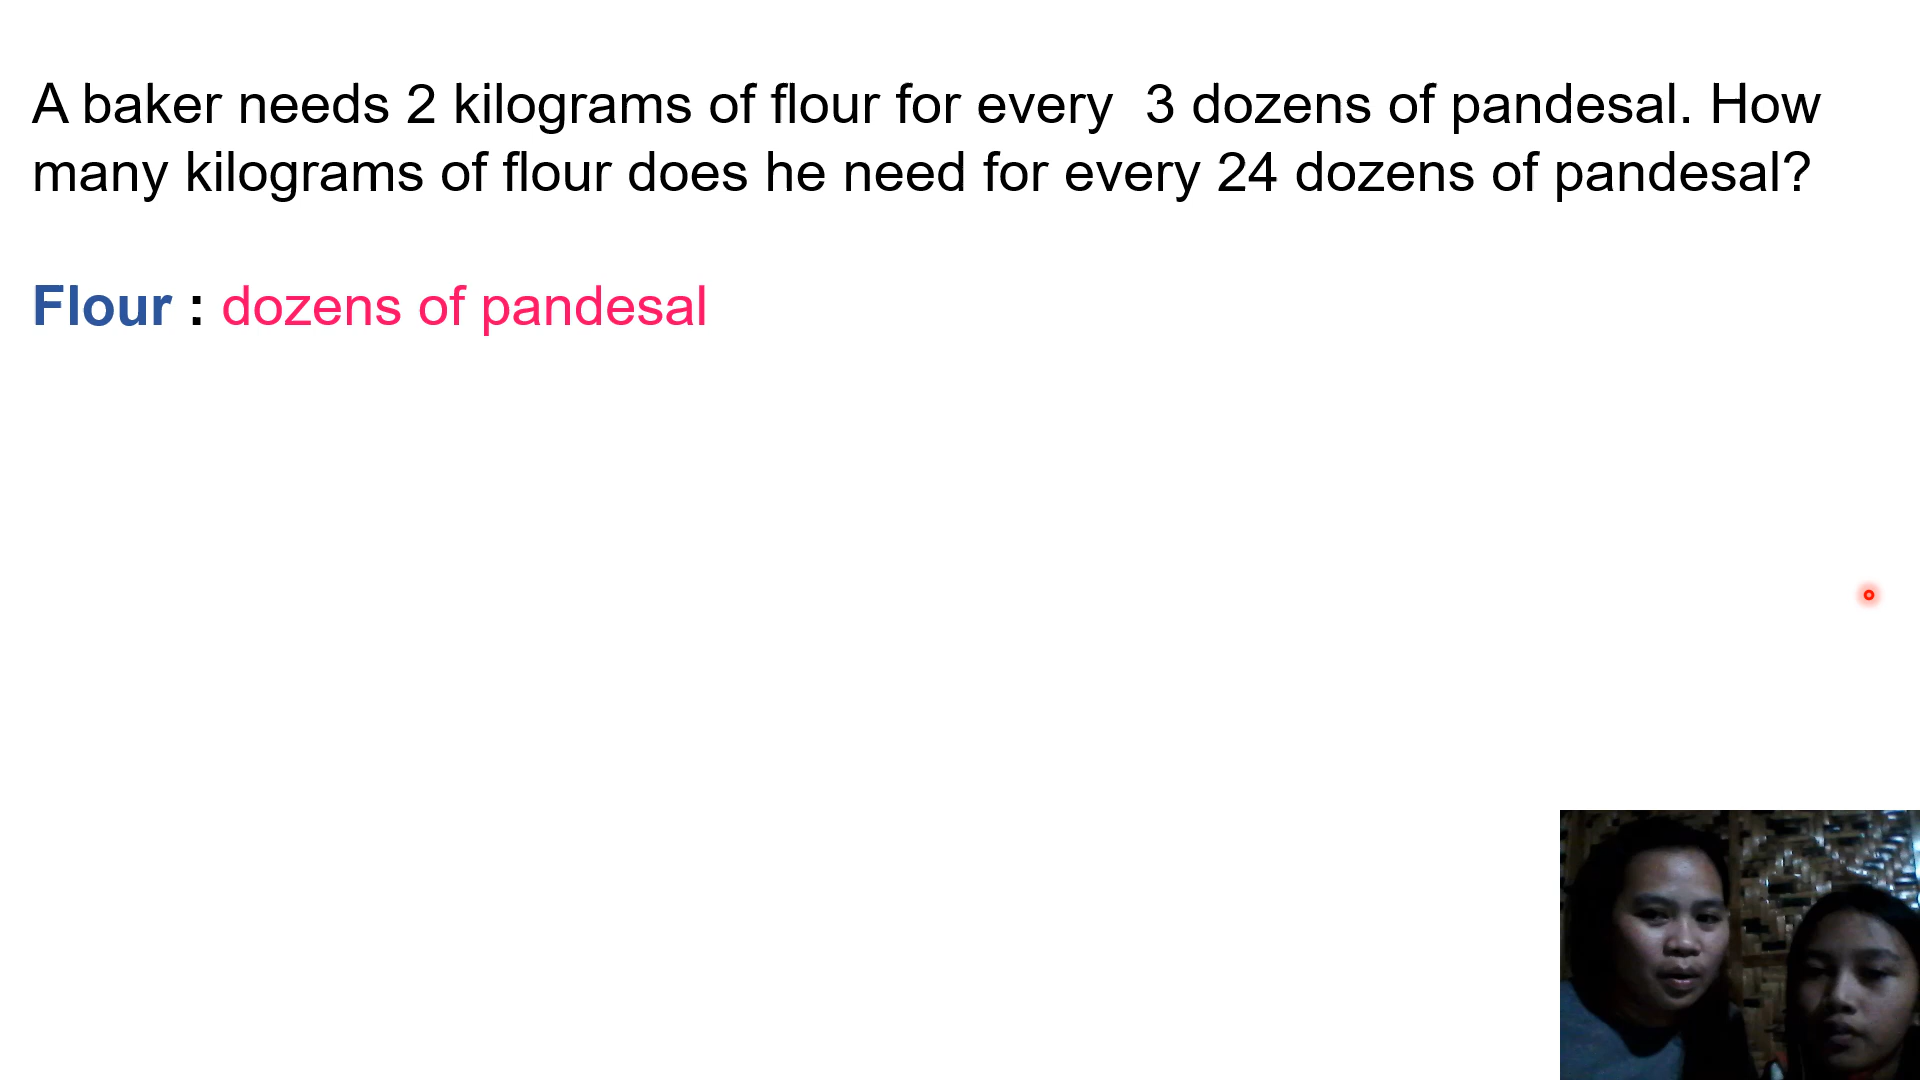 A baker needs 2 kilograms of flour for every  3 dozens of pandesal. How
many kilograms of flour does he need for every 24 dozens of pandesal?
Flour : dozens of pandesal